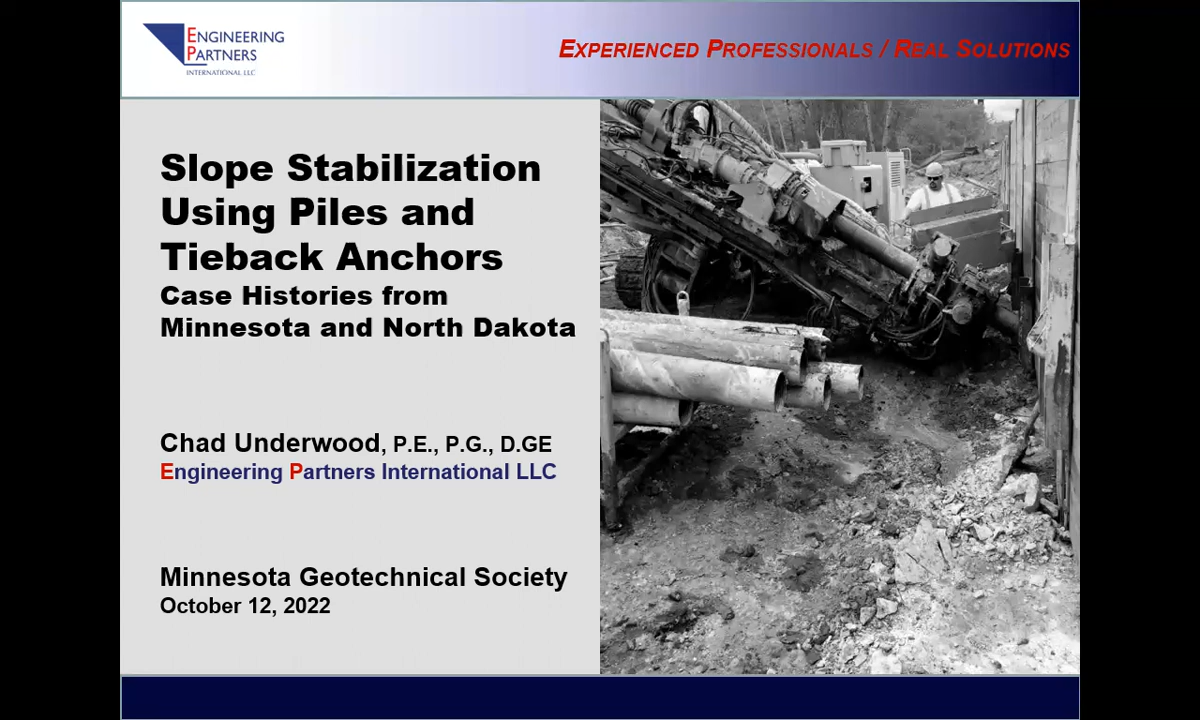 ENGINEERING
PARTNERS
INTERNATIONAL LLC
EXPERIENCED PROFESSIONALS / REAL SOLUTIONS
Slope Stabilization
Using Piles and
Tieback Anchors
Case Histories from
Minnesota and North Dakota
Chad Underwood, P.E., P.G., D.GE
Engineering Partners International LLC
Minnesota Geotechnical Society
October 12, 2022